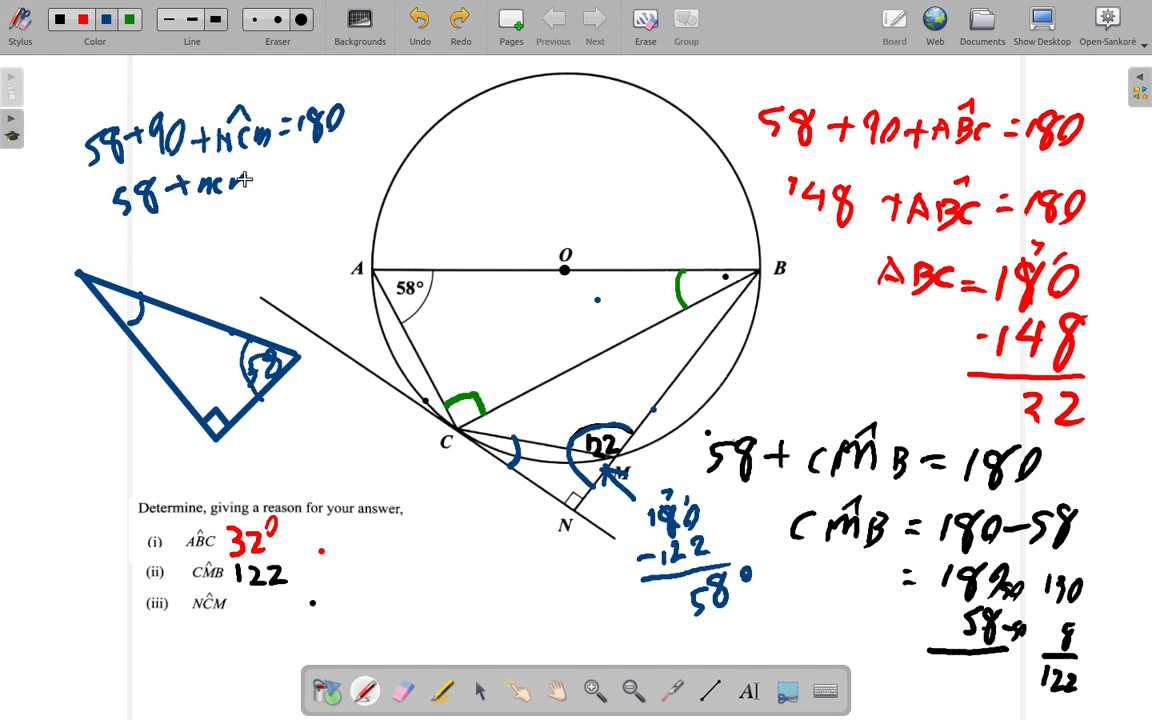 Stylus
Color
Line
Eraser
Backgrounds
Undo
Redo
Pages
Previous
Next
Erase
Group
Board
Web
Documents
Show Desktop
Open-Sankoré
58+90+NĈM=180
58+
58
A
O
B
58°
C
122
M
N
180
-122
58
58+90+AB̂C=180
148 +AB̂C=180
ABC=180
-148
32
58+CM̂B=180
CM̂B=180-58
Determine, giving a reason for your answer,
(i) AB̂C 32°
(ii) CM̂B 122
(iii) NĈM
130
8
122